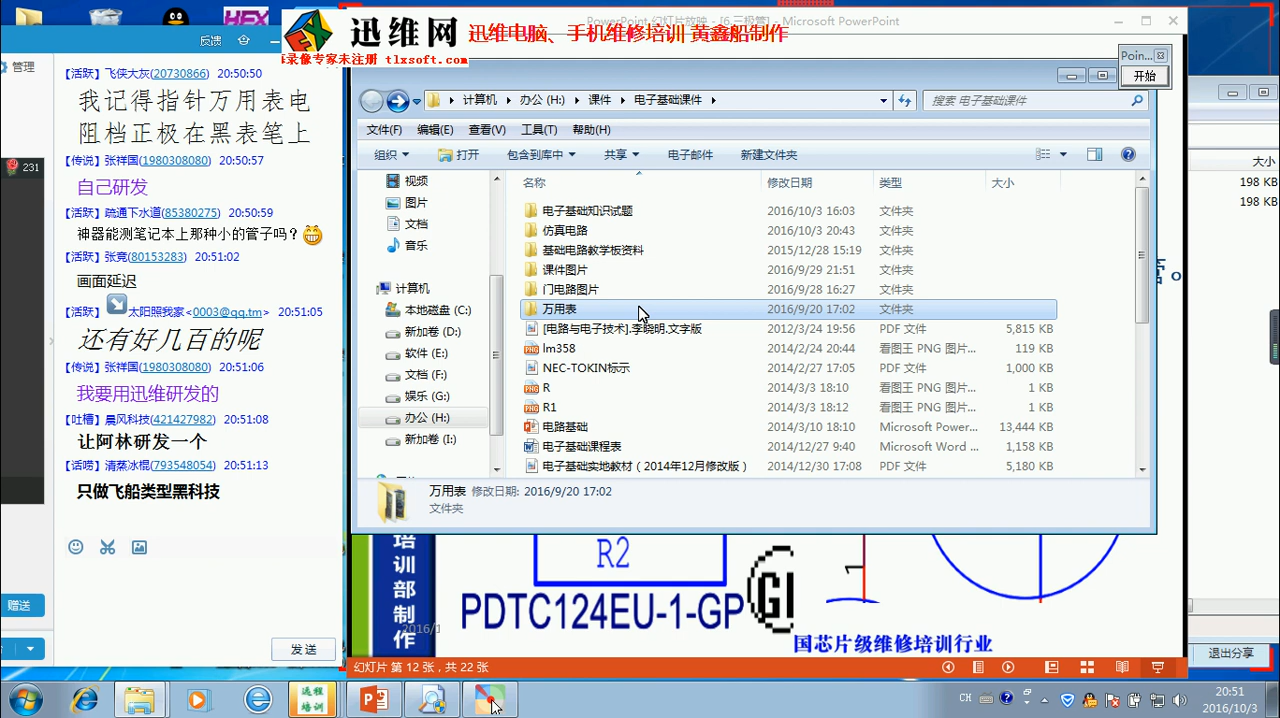 迅维网
迅维电脑、手机维修培训 黄鑫船制作
录像专家未注册 tlxsoft.com
PowerPoint 幻灯片放映 - [6.三极管] - Microsoft PowerPoint
反馈
管理
231
【活跃】飞侠大灰(20730866) 20:50:50
我记得指针万用表电
阻档正极在黑表笔上
【传说】张祥国(1980308080) 20:50:57
自己研发
【活跃】疏通下水道(85380275) 20:50:59
神器能测笔记本上那种小的管子吗?
【活跃】张竞(80153283) 20:51:02
画面延迟
【活跃】太阳照我家<0003@qq.tm> 20:51:05
还有好几百的呢
【传说】张祥国(1980308080) 20:51:06
我要用迅维研发的
【吐槽】晨风科技(421427982) 20:51:08
让阿林研发一个
【话唠】清蒸冰棍(793548054) 20:51:13
只做飞船类型黑科技
赠送
发送
Poin...
开始
计算机 办公 (H:) 课件 电子基础课件
搜索 电子基础课件
文件(F) 编辑(E) 查看(V) 工具(T) 帮助(H)
组织 打开 包含到库中 共享 电子邮件 新建文件夹
视频
图片
文档
音乐
计算机
本地磁盘 (C:)
新加卷 (D:)
软件 (E:)
文档 (F:)
娱乐 (G:)
办公 (H:)
新加卷 (I:)
名称 修改日期 类型 大小
电子基础知识试题 2016/10/3 16:03 文件夹
仿真电路 2016/10/3 20:43 文件夹
基础电路教学板资料 2015/12/28 15:19 文件夹
课件图片 2016/9/29 21:51 文件夹
门电路图片 2016/9/28 16:27 文件夹
万用表 2016/9/20 17:02 文件夹
[电路与电子技术].李晓明.文字版 2012/3/24 19:56 PDF 文件 5,815 KB
lm358 2014/2/24 20:44 看图王 PNG 图片... 119 KB
NEC-TOKIN标示 2014/2/27 17:05 PDF 文件 1,000 KB
R 2014/3/3 18:10 看图王 PNG 图片... 1 KB
R1 2014/3/3 18:12 看图王 PNG 图片... 1 KB
电路基础 2014/3/10 18:10 Microsoft Power... 13,444 KB
电子基础课程表 2014/12/27 9:40 Microsoft Word ... 1,158 KB
电子基础实地教材（2014年12月修改版） 2014/12/30 17:08 PDF 文件 5,180 KB
万用表 修改日期: 2016/9/20 17:02
文件夹
大小
198 KB
198 KB
培训部制作
R2
PDTC124EU-1-GP
1
国芯片级维修培训行业
幻灯片 第 12 张，共 22 张
退出分享
远程
培训
CH
20:51
2016/10/3